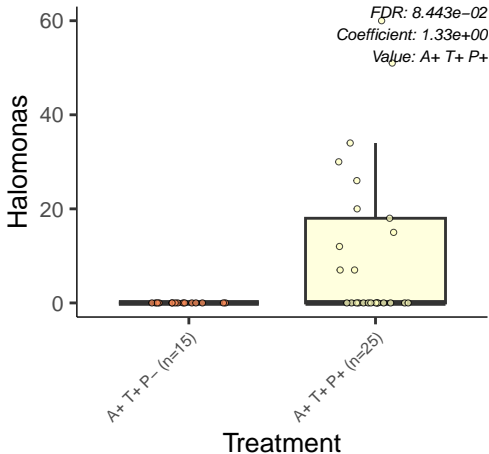 FDR: 8.443e−02
Coefficient: 1.33e+00
Value: A+ T+ P+
60
40
20
0
Halomonas
A+ T+ P− (n=15)
A+ T+ P+ (n=25)
Treatment